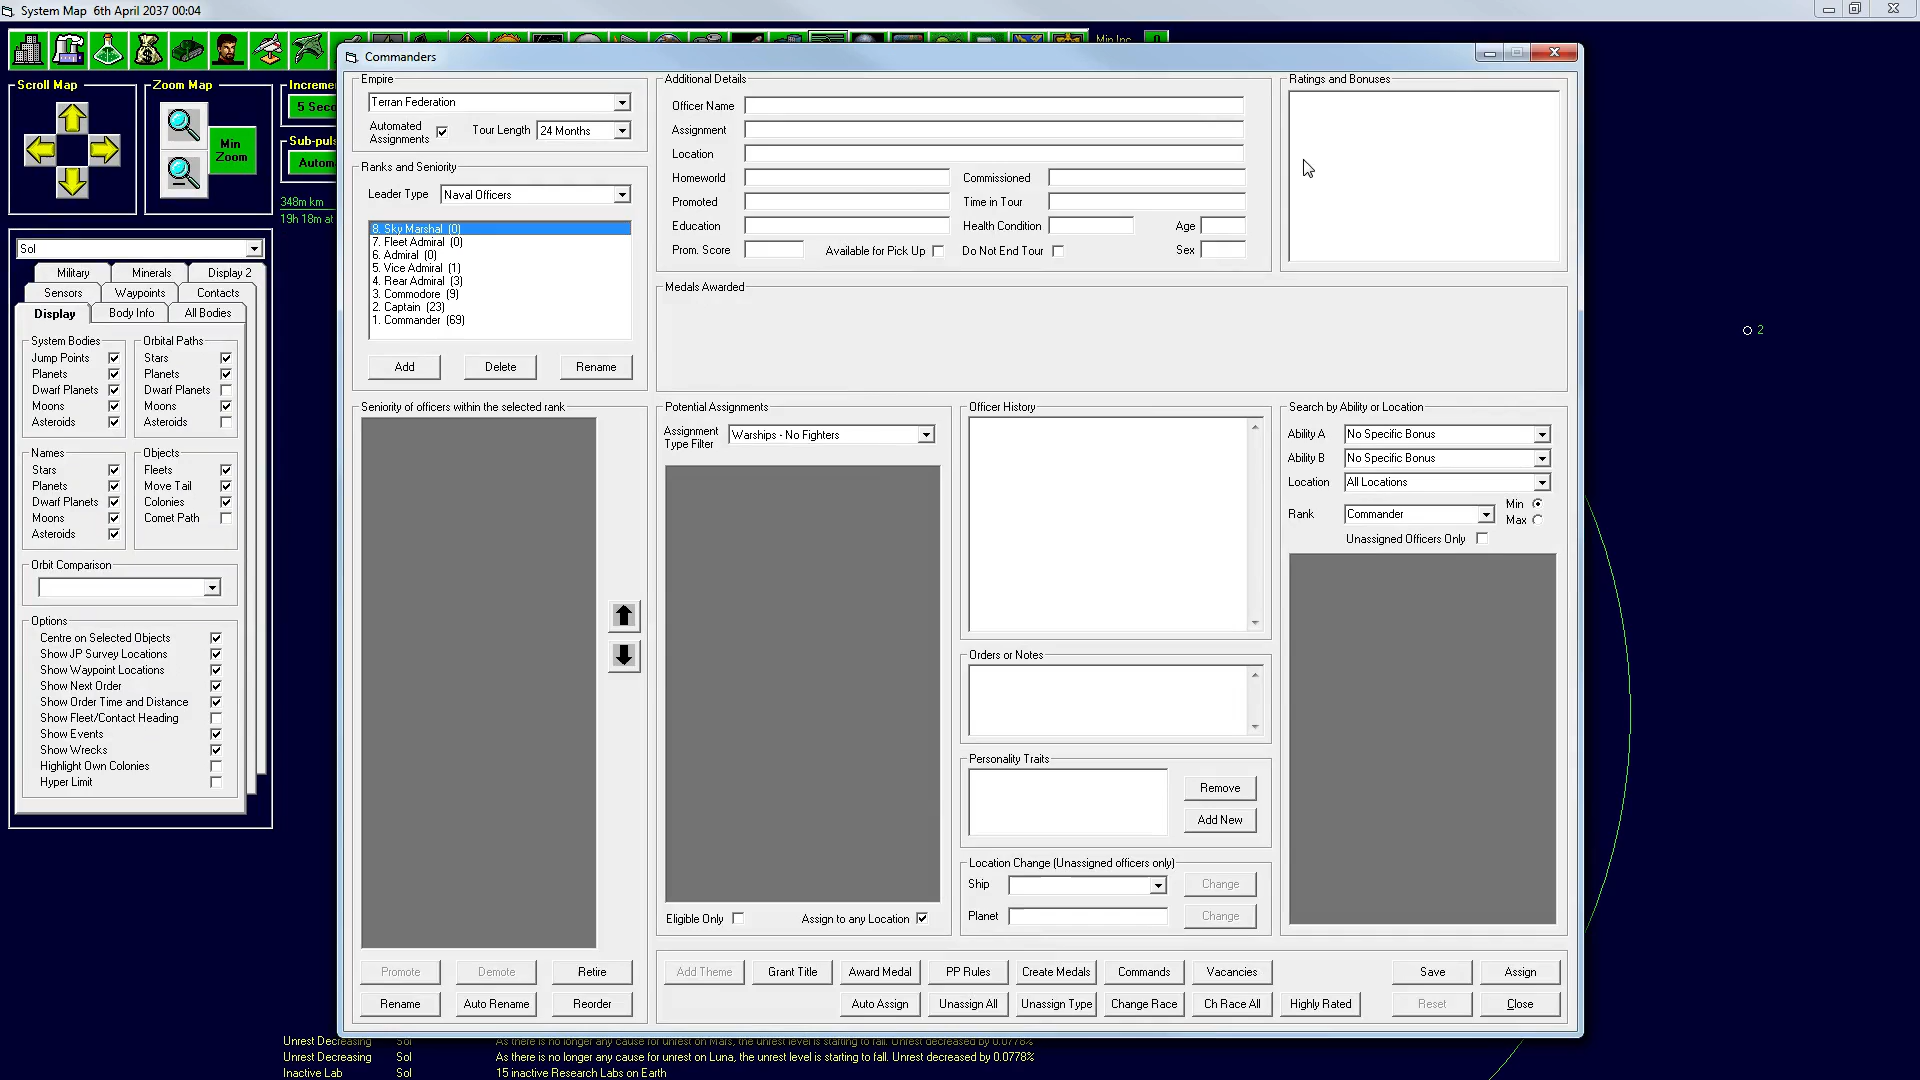 System Map   6th April 2037 00:04
Min Inc
Scroll Map
Zoom Map
Min Zoom
5 Seco
348m km
Sol
Military Minerals Display 2
Sensors Waypoints Contacts
Display Body Info All Bodies
System Bodies
Jump Points
Planets
Dwarf Planets
Moons
Asteroids
Orbital Paths
Stars
Planets
Dwarf Planets
Moons
Asteroids
Names
Stars
Planets
Dwarf Planets
Moons
Asteroids
Objects
Fleets
Move Tail
Colonies
Comet Path
Orbit Comparison
Options
Centre on Selected Objects
Show JP Survey Locations
Show Waypoint Locations
Show Next Order
Show Order Time and Distance
Show Fleet/Contact Heading
Show Events
Show Wrecks
Highlight Own Colonies
Hyper Limit
Commanders
Empire
Terran Federation
Automated Assignments
Tour Length 24 Months
Ranks and Seniority
Leader Type Naval Officers
8. Sky Marshal (0)
7. Fleet Admiral (0)
6. Admiral (0)
5. Vice Admiral (1)
4. Rear Admiral (3)
3. Commodore (9)
2. Captain (23)
1. Commander (69)
Add Delete Rename
Additional Details
Officer Name
Assignment
Location
Homeworld Commissioned
Promoted Time in Tour
Education Health Condition Age
Prom. Score Available for Pick Up Do Not End Tour Sex
Ratings and Bonuses
Medals Awarded
Seniority of officers within the selected rank
Potential Assignments
Assignment Type Filter Warships - No Fighters
Eligible Only Assign to any Location
Officer History
Orders or Notes
Personality Traits
Remove
Add New
Location Change (Unassigned officers only)
Ship Change
Planet Change
Search by Ability or Location
Ability A No Specific Bonus
Ability B No Specific Bonus
Location All Locations
Rank Commander Min
Max
Unassigned Officers Only
Promote Demote Retire
Rename Auto Rename Reorder
Add Theme Grant Title Award Medal PP Rules Create Medals Commands Vacancies Save Assign
Auto Assign Unassign All Unassign Type Change Race Ch Race All Highly Rated Reset Close
2
Unrest Decreasing Sol As there is no longer any cause for unrest on Mars, the unrest level is starting to fall. Unrest decreased by 0.0778%
Unrest Decreasing Sol As there is no longer any cause for unrest on Luna, the unrest level is starting to fall. Unrest decreased by 0.0778%
Inactive Lab Sol 15 inactive Research Labs on Earth